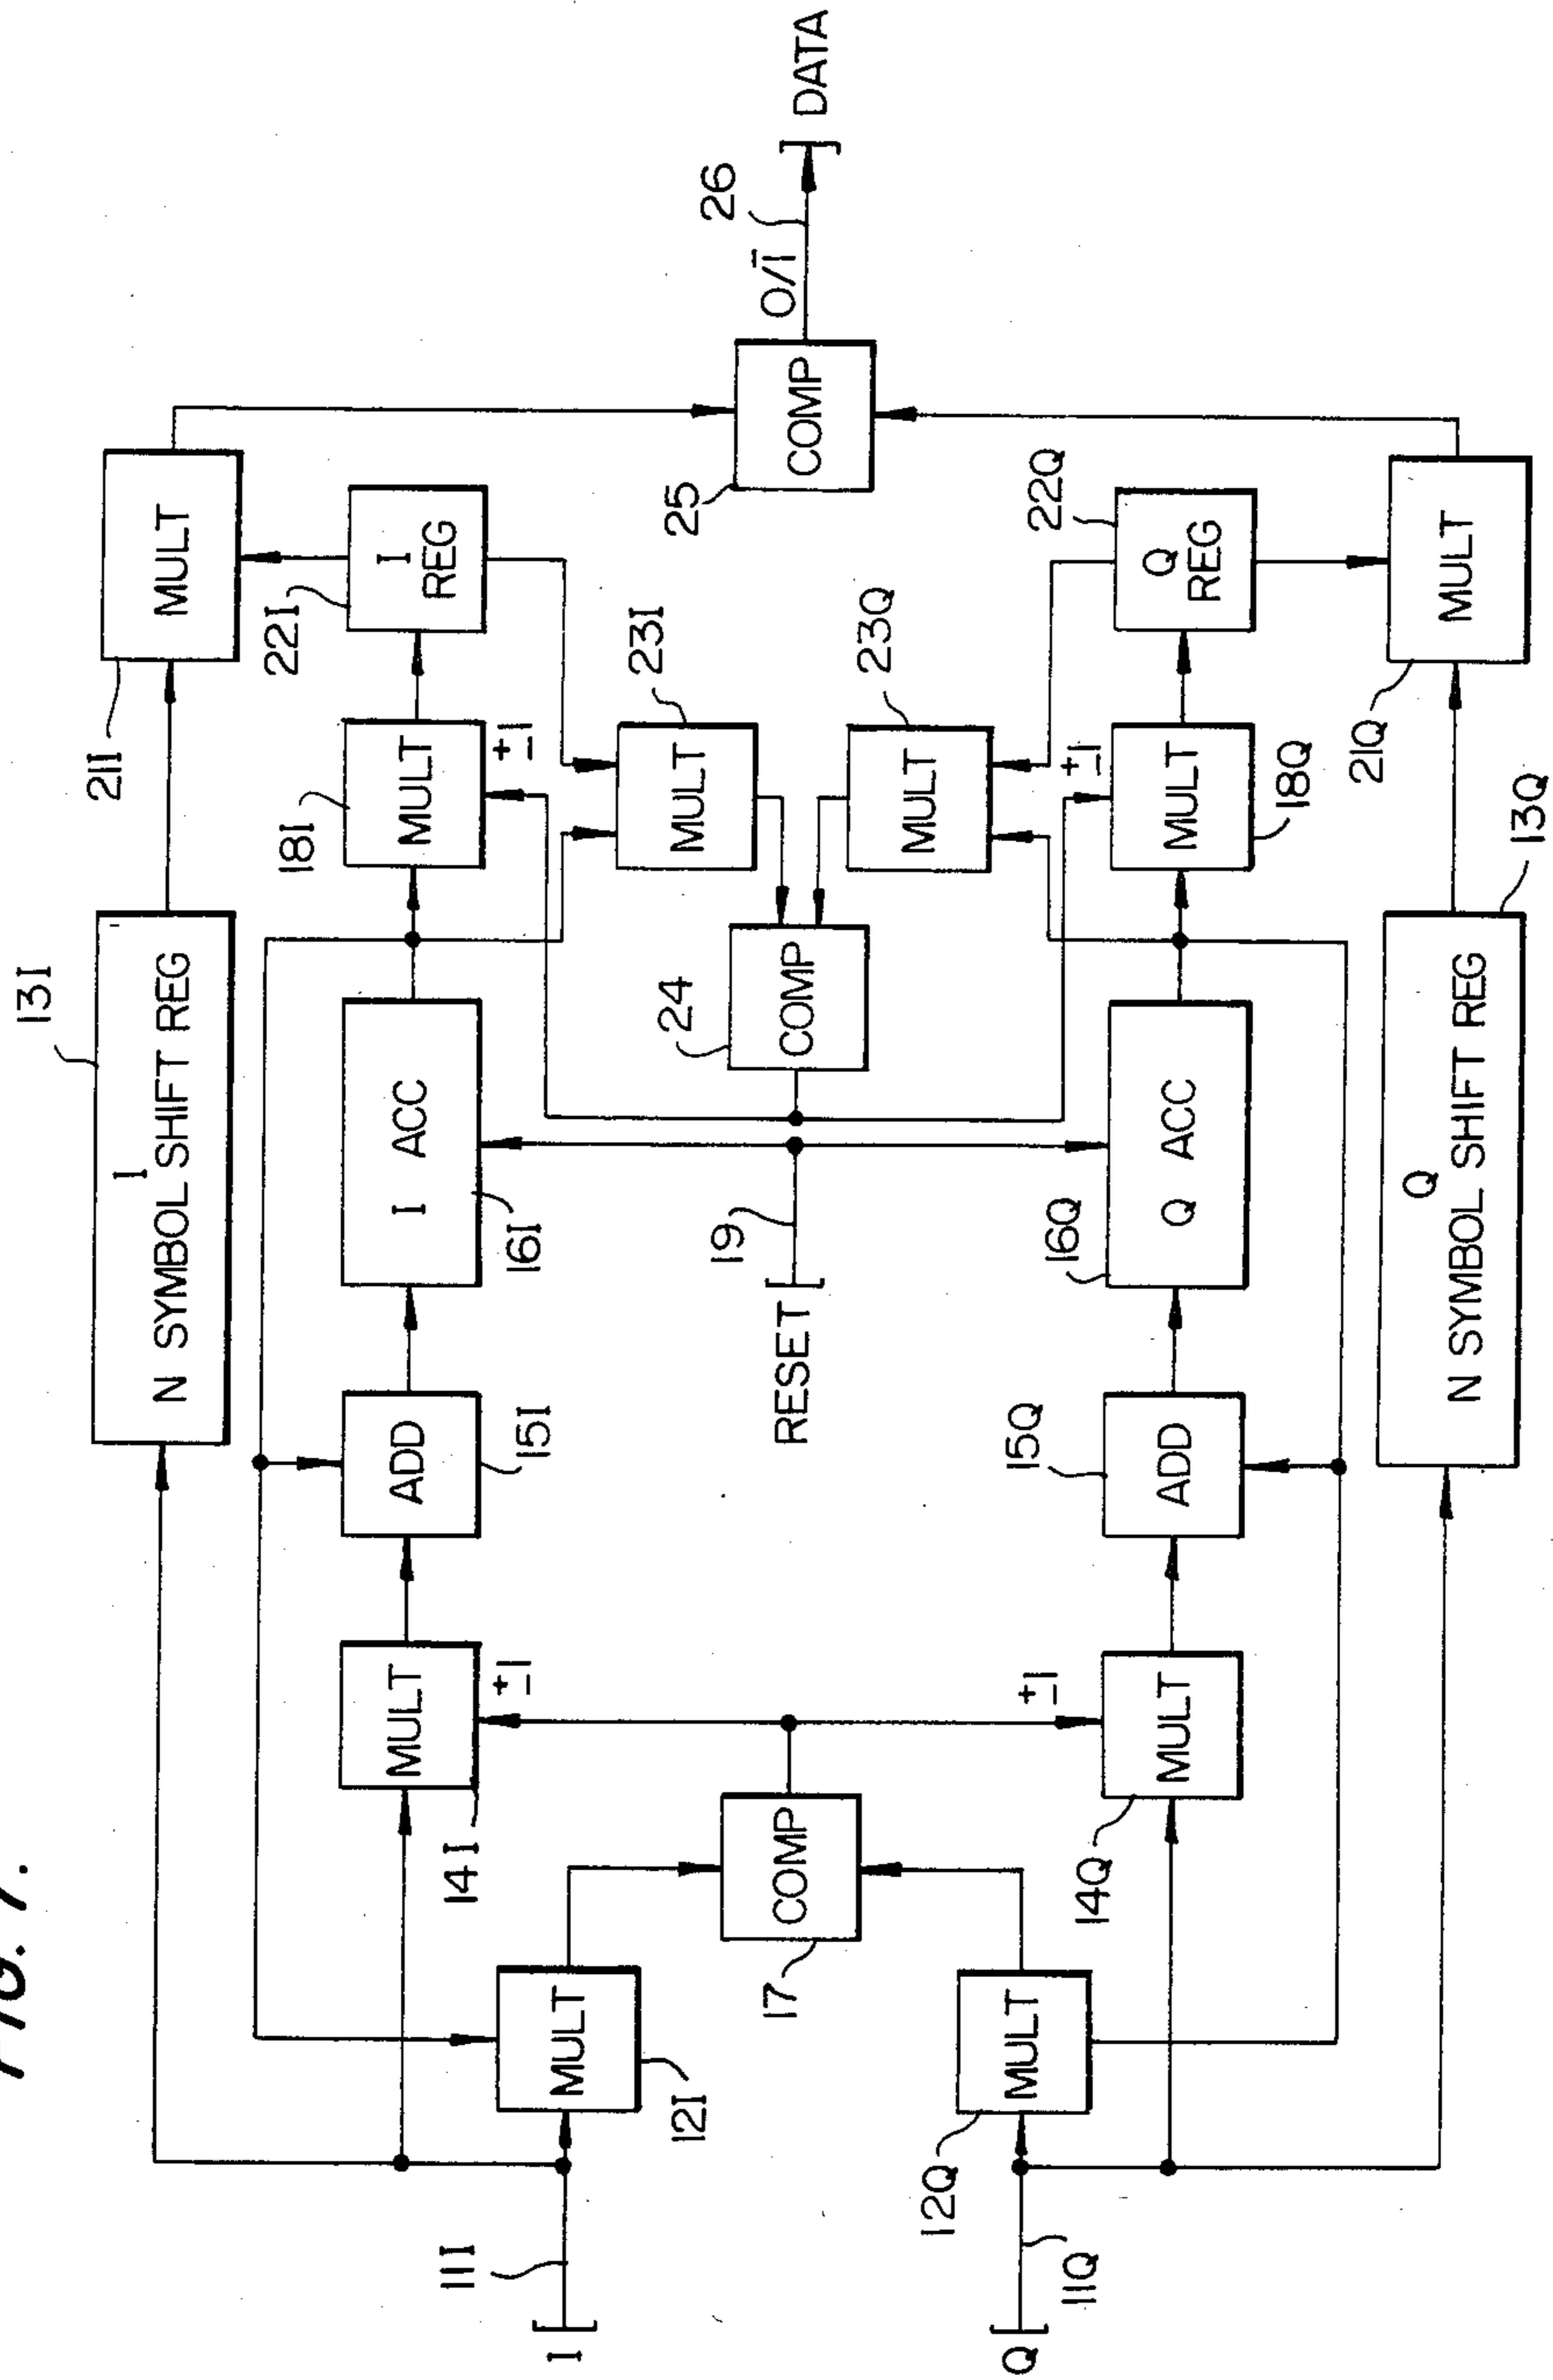 FIG. 7.
13I
I
N SYMBOL SHIFT REG
21I
MULT
14I
MULT
±1
ADD
15I
I ACC
16I
18I
MULT
±1
22I
I
REG
I
11I
MULT
12I
23I
MULT
17
COMP
RESET
19
24
COMP
25
COMP
0/1̅
26
DATA
23Q
MULT
Q
11Q
12Q
MULT
14Q
MULT
±1
15Q
ADD
16Q
Q ACC
±1
MULT
18Q
22Q
Q
REG
Q
N SYMBOL SHIFT REG
13Q
21Q
MULT